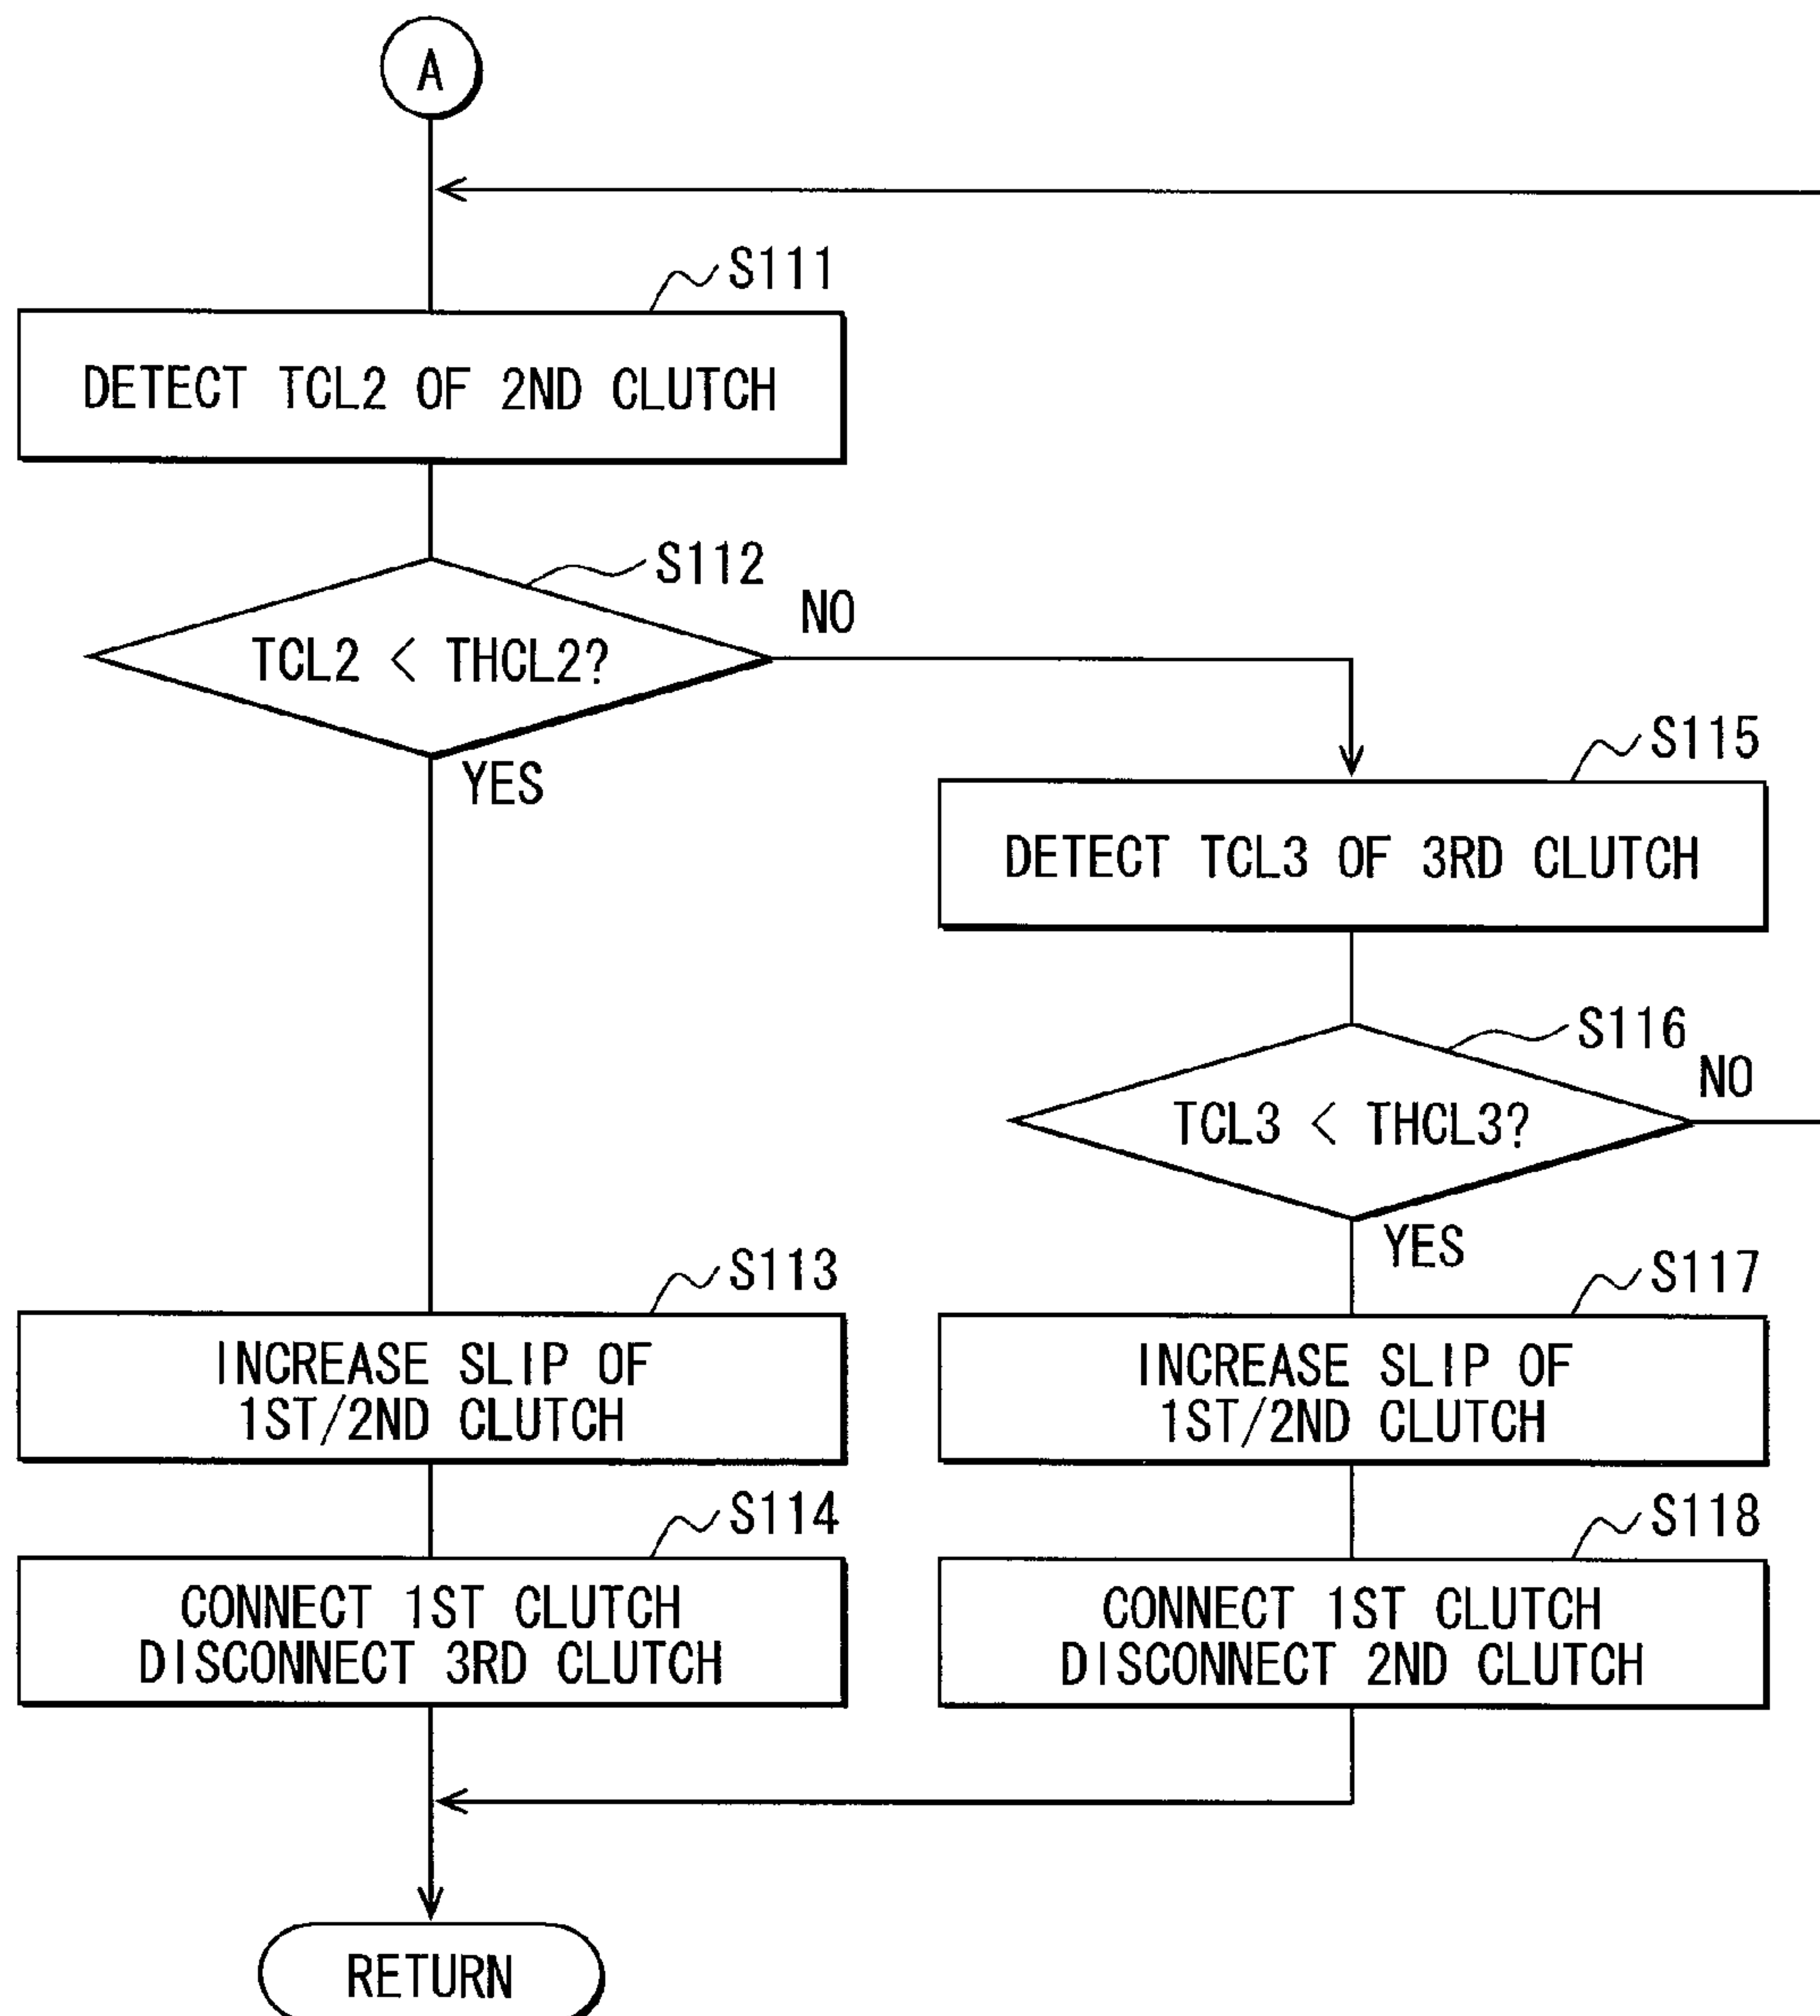 A
S111
DETECT TCL2 OF 2ND CLUTCH
S112
TCL2 < THCL2?
NO
YES
S115
DETECT TCL3 OF 3RD CLUTCH
S116
TCL3 < THCL3?
NO
YES
S113
INCREASE SLIP OF
1ST/2ND CLUTCH
S114
CONNECT 1ST CLUTCH
DISCONNECT 3RD CLUTCH
S117
INCREASE SLIP OF
1ST/2ND CLUTCH
S118
CONNECT 1ST CLUTCH
DISCONNECT 2ND CLUTCH
RETURN